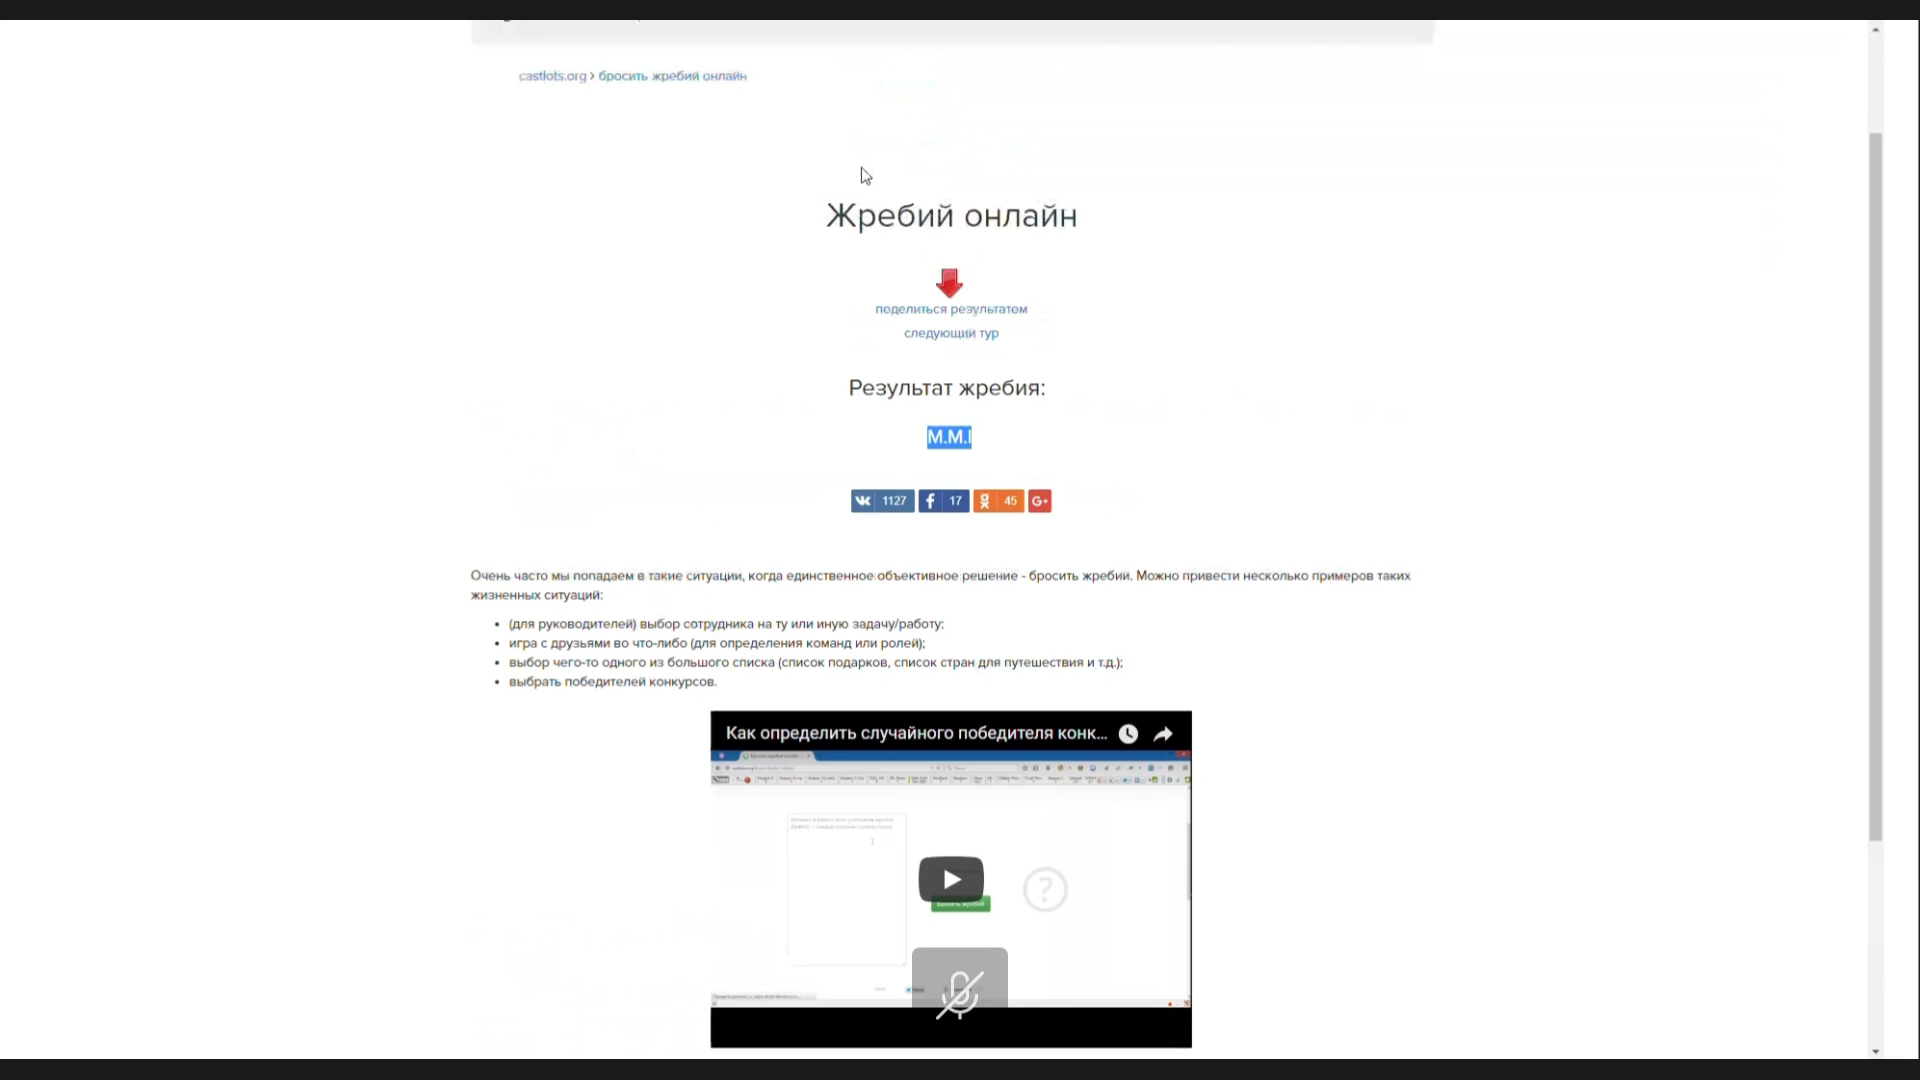 castlots.org › бросить жребий онлайн
Жребий онлайн
поделиться результатом
следующий тур
Результат жребия:
M.M.I
1127 17 45 G+
Очень часто мы попадаем в такие ситуации, когда единственное объективное решение - бросить жребий. Можно привести несколько примеров таких
жизненных ситуаций:
• (для руководителей) выбор сотрудника на ту или иную задачу/работу;
• игра с друзьями во что-либо (для определения команд или ролей);
• выбор чего-то одного из большого списка (список подарков, список стран для путешествия и т.д.);
• выбрать победителей конкурсов.
Как определить случайного победителя конк...